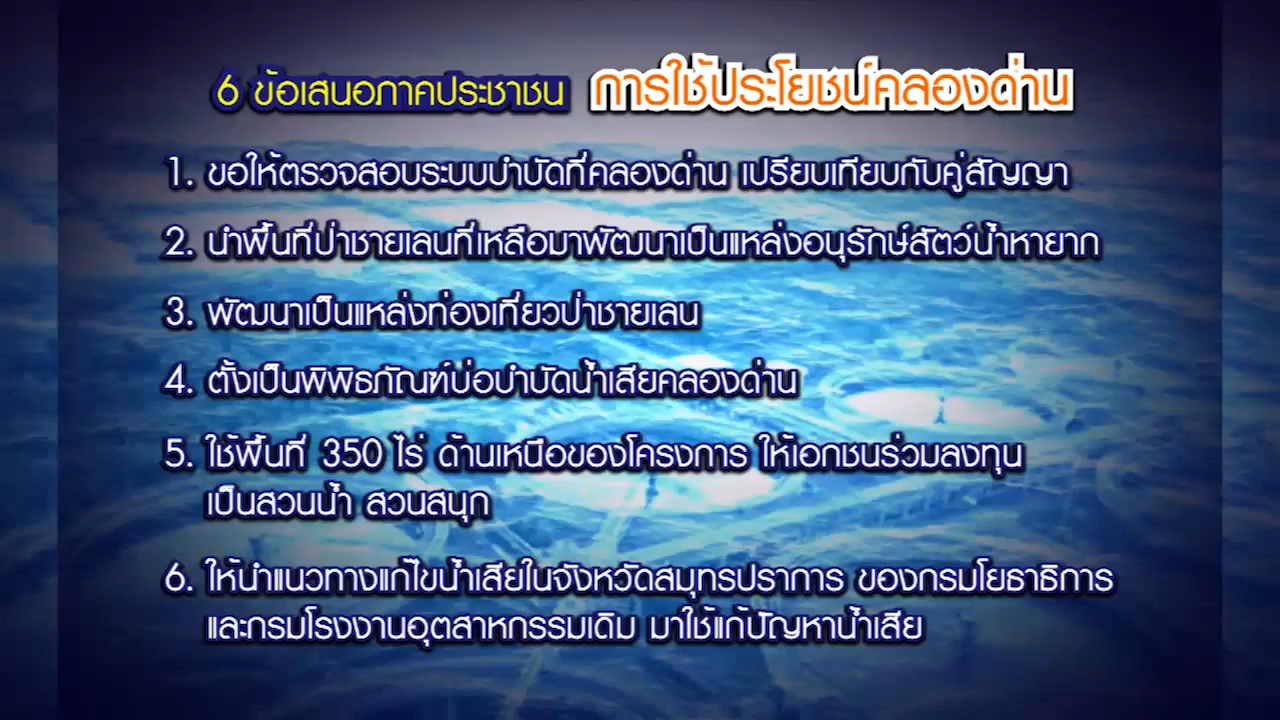 6 ข้อเสนอภาคประชาชน การใช้ประโยชน์คลองด่าน
1. ขอให้ตรวจสอบระบบบำบัดที่คลองด่าน เปรียบเทียบกับคู่สัญญา
2. นำพื้นที่ป่าชายเลนที่เหลือมาพัฒนาเป็นแหล่งอนุรักษ์สัตว์น้ำหายาก
3. พัฒนาเป็นแหล่งท่องเที่ยวป่าชายเลน
4. ตั้งเป็นพิพิธภัณฑ์บ่อบำบัดน้ำเสียคลองด่าน
5. ใช้พื้นที่ 350 ไร่ ด้านเหนือของโครงการ ให้เอกชนร่วมลงทุน
เป็นสวนน้ำ สวนสนุก
6. ให้นำแนวทางแก้ไขน้ำเสียในจังหวัดสมุทรปราการ ของกรมโยธาธิการ
และกรมโรงงานอุตสาหกรรมเดิม มาใช้แก้ปัญหาน้ำเสีย